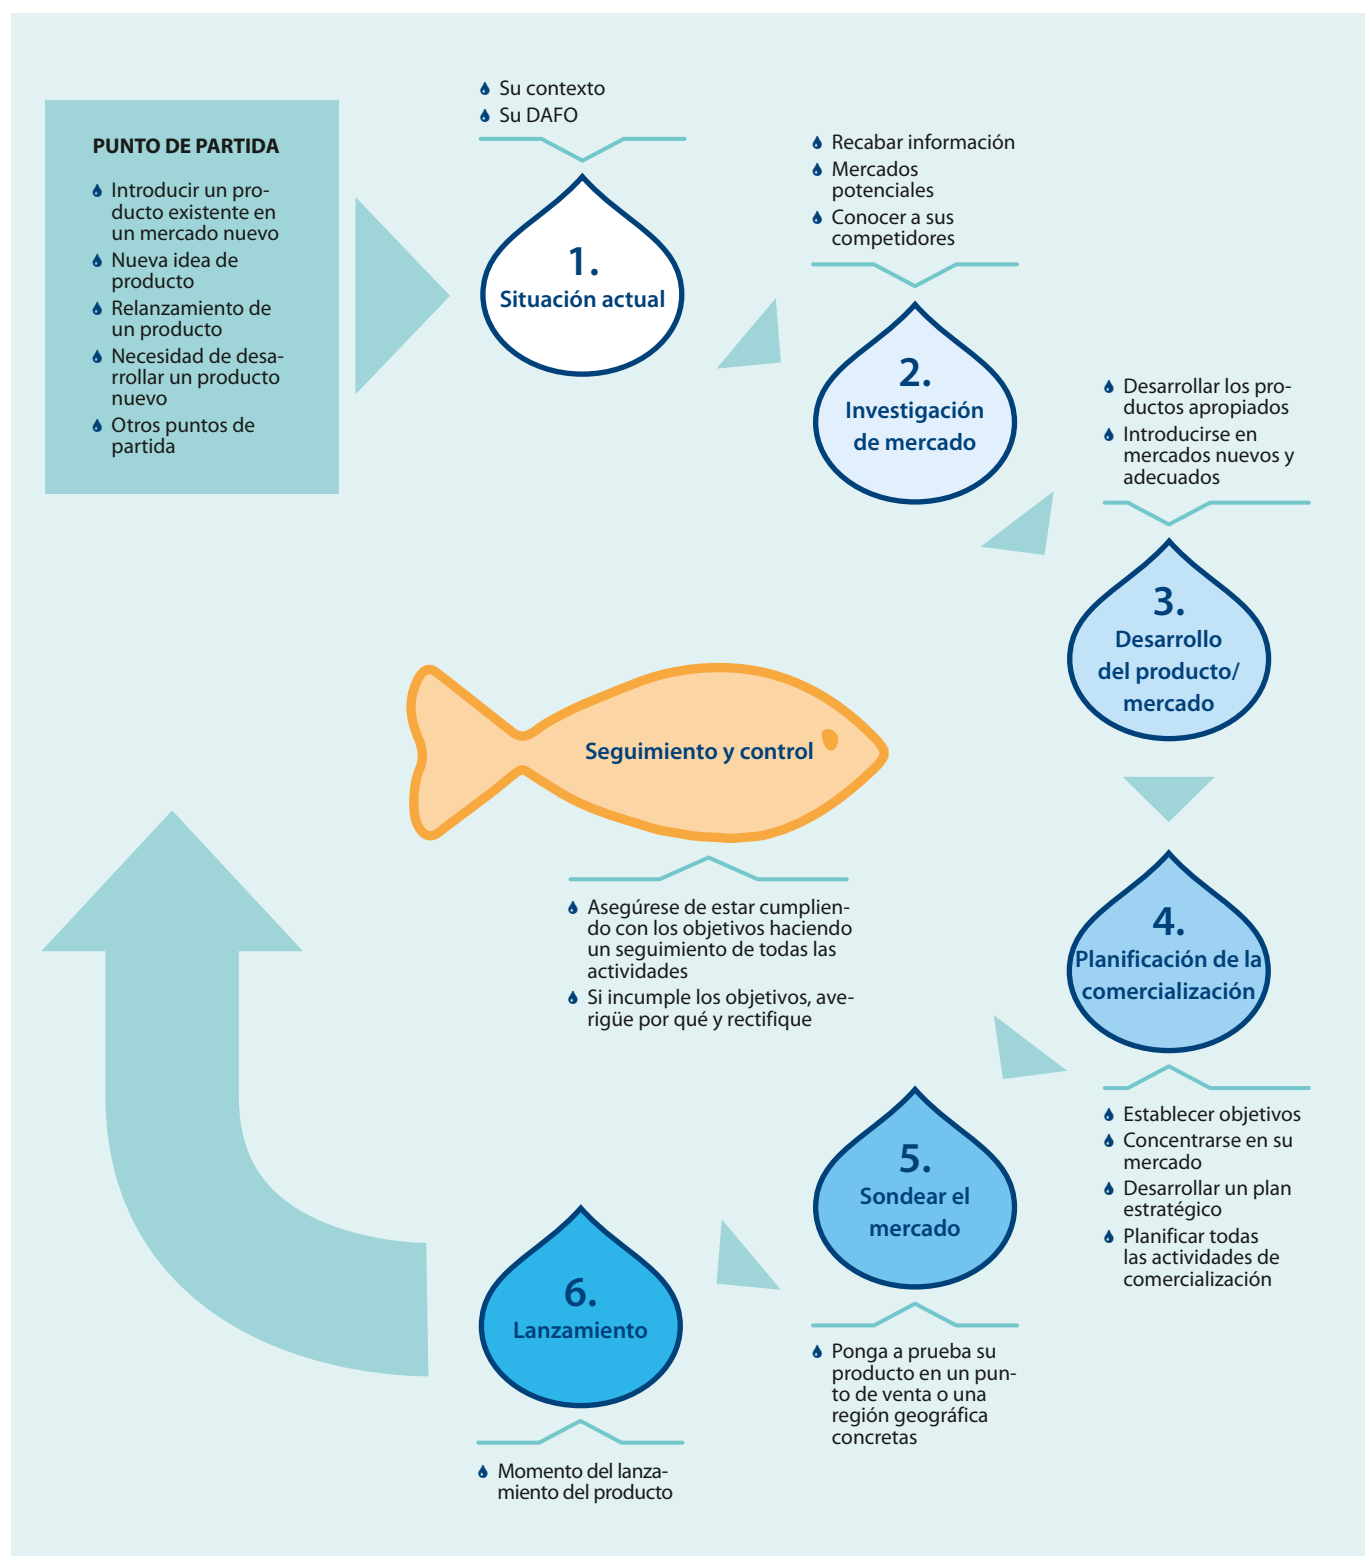 PUNTO DE PARTIDA
Introducir un pro-
ducto existente en
un mercado nuevo
Nueva idea de
producto
Relanzamiento de
un producto
Necesidad de desa-
rrollar un producto
nuevo
Otros puntos de
partida
Su contexto
Su DAFO
1.
Situación actual
Recabar información
Mercados
potenciales
Conocer a sus
competidores
2.
Investigación
de mercado
Desarrollar los pro-
ductos apropiados
Introducirse en
mercados nuevos y
adecuados
3.
Desarrollo
del producto/
mercado
4.
Planificación de la
comercialización
Establecer objetivos
Concentrarse en su
mercado
Desarrollar un plan
estratégico
Planificar todas
las actividades de
comercialización
5.
Sondear el
mercado
Ponga a prueba su
producto en un pun-
to de venta o una
región geográfica
concretas
6.
Lanzamiento
Momento del lanza-
miento del producto
Seguimiento y control
Asegúrese de estar cumplien-
do con los objetivos haciendo
un seguimiento de todas las
actividades
Si incumple los objetivos, ave-
rigüe por qué y rectifique